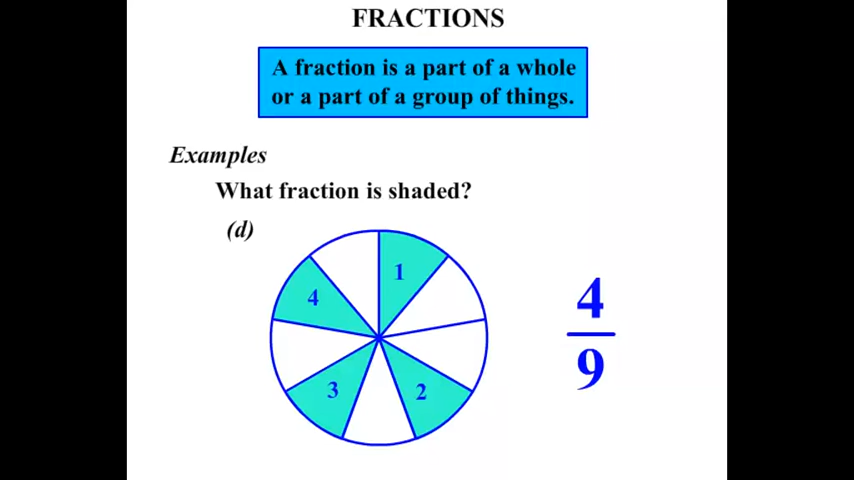 FRACTIONS
A fraction is a part of a whole
or a part of a group of things.
Examples
What fraction is shaded?
(d)
1
4
3
2
4
9